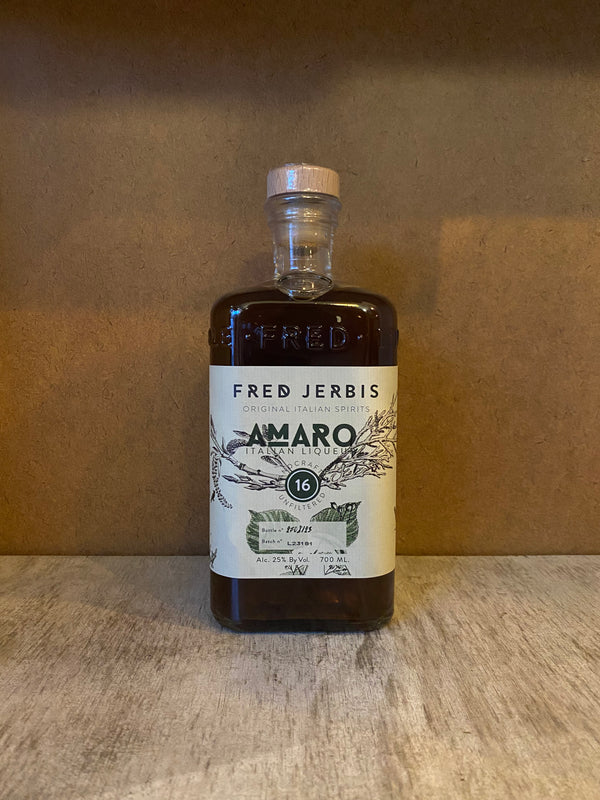 FRED
FRED JERBIS
ORIGINAL ITALIAN SPIRITS
AMARO
ITALIAN LIQUEUR
16
UNFILTERED
Bottle n°
Batch n° L23181
Alc. 25% By Vol. 700 ML.